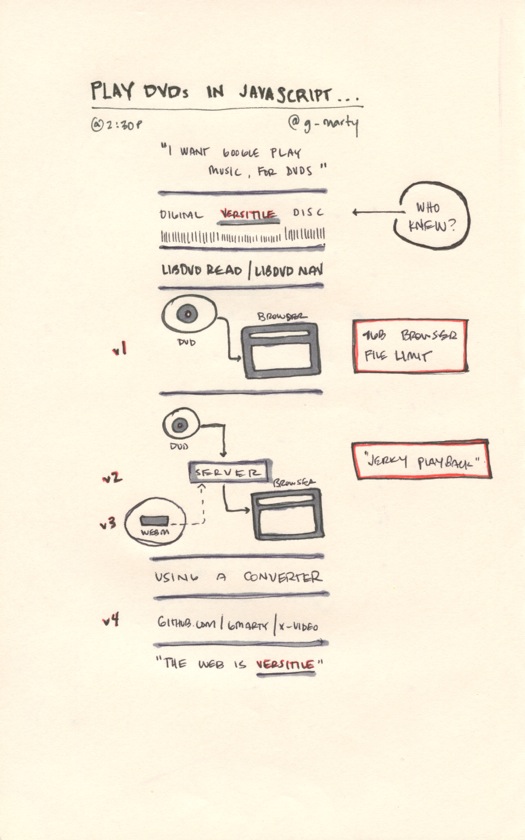 PLAY DVDs IN JAVASCRIPT...
@2:30P
@g-marty
"I WANT GOOGLE PLAY
MUSIC, FOR DVDS"
DIGITAL VERSITILE DISC
WHO
KNEW?
LIBDVD READ / LIBDVD NAV
DVD
BROWSER
v1
BROWSER
FILE LIMIT
DVD
SERVER
"JERKY PLAYBACK"
v2
BROWSER
v3
WEBM
USING A CONVERTER
v4
GITHUB.COM/GMARTY/X-VIDEO
"THE WEB IS VERSITILE"